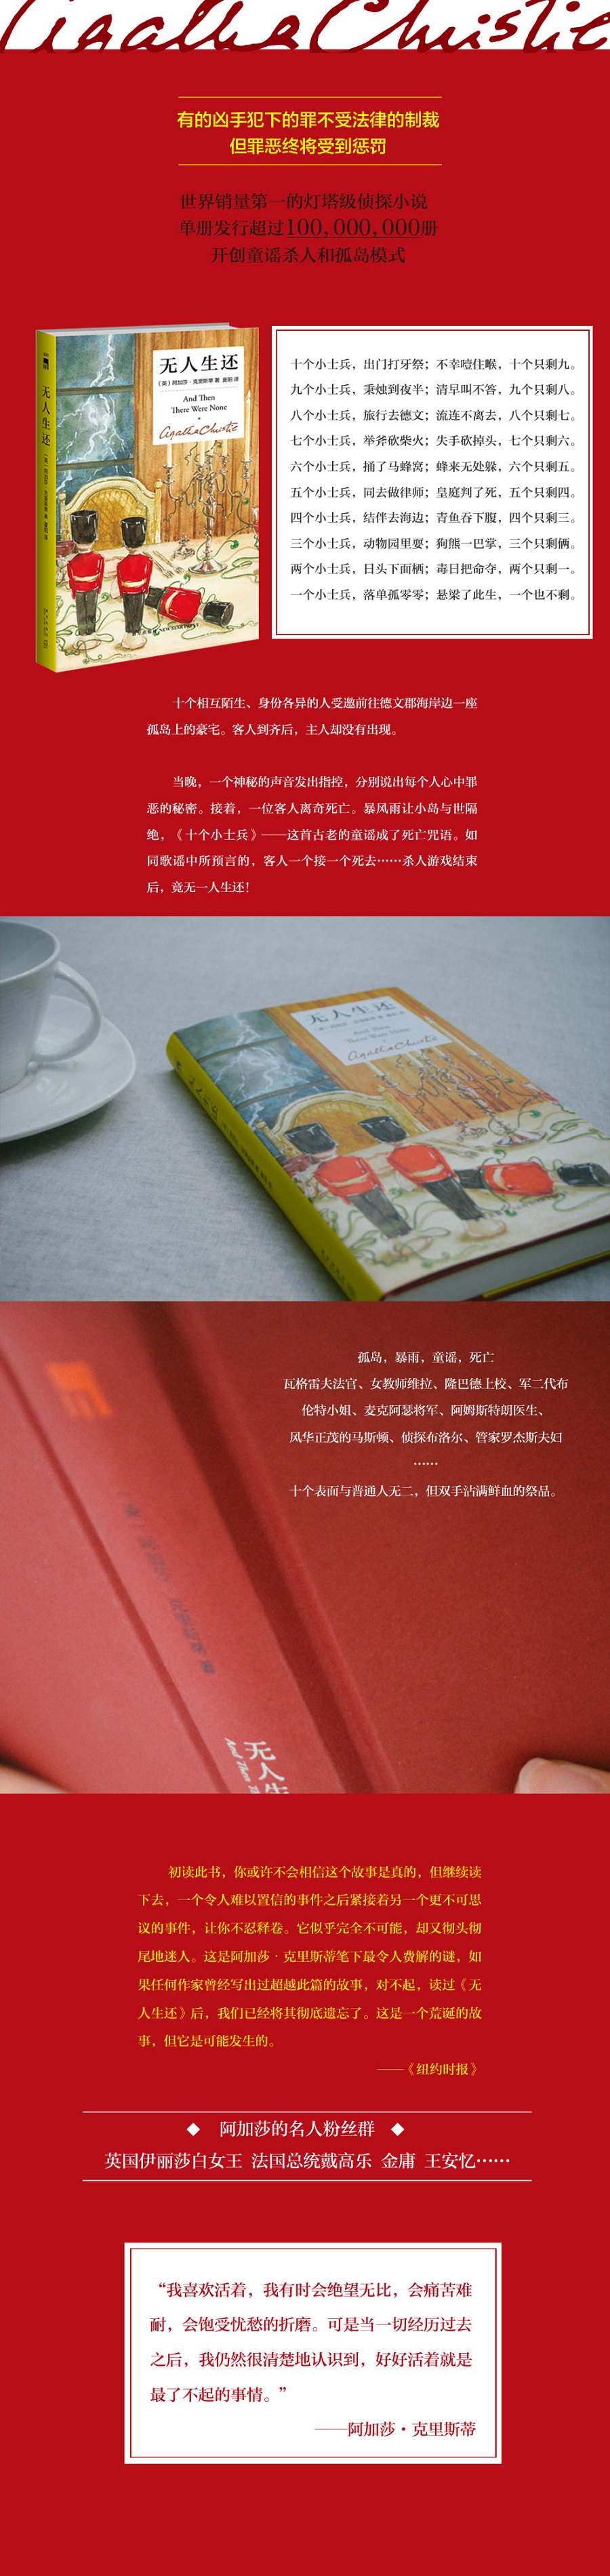 Agatha Christie
有的凶手犯下的罪不受法律的制裁
但罪恶终将受到惩罚
世界销量第一的灯塔级侦探小说
单册发行超过100,000,000册
开创童谣杀人和孤岛模式
无人生还
（英）阿加莎·克里斯蒂 著 夏阳 译
And Then
There Were None
Agatha Christie
无人生还
（英）阿加莎·克里斯蒂 著
夏阳 译
十个小士兵，出门打牙祭；不幸噎住喉，十个只剩九。
九个小士兵，秉烛到夜半；清早叫不答，九个只剩八。
八个小士兵，旅行去德文；流连不离去，八个只剩七。
七个小士兵，举斧砍柴火；失手砍掉头，七个只剩六。
六个小士兵，捅了马蜂窝；蜂来无处躲，六个只剩五。
五个小士兵，同去做律师；皇庭判了死，五个只剩四。
四个小士兵，结伴去海边；青鱼吞下腹，四个只剩三。
三个小士兵，动物园里耍；狗熊一巴掌，三个只剩俩。
两个小士兵，日头下面栖；毒日把命夺，两个只剩一。
一个小士兵，落单孤零零；悬梁了此生，一个也不剩。
十个相互陌生、身份各异的人受邀前往德文郡海岸边一座
孤岛上的豪宅。客人到齐后，主人却没有出现。
当晚，一个神秘的声音发出指控，分别说出每个人心中罪
恶的秘密。接着，一位客人离奇死亡。暴风雨让小岛与世隔
绝，《十个小士兵》——这首古老的童谣成了死亡咒语。如
同歌谣中所预言的，客人一个接一个死去……杀人游戏结束
后，竟无一人生还！
无人生还
And Then
There Were None
Agatha Christie
无人生还
孤岛，暴雨，童谣，死亡
瓦格雷夫法官、女教师维拉、隆巴德上校、军二代布
伦特小姐、麦克阿瑟将军、阿姆斯特朗医生、
风华正茂的马斯顿、侦探布洛尔、管家罗杰斯夫妇
……
十个表面与普通人无二，但双手沾满鲜血的祭品。
无人生
初读此书，你或许不会相信这个故事是真的，但继续读
下去，一个令人难以置信的事件之后紧接着另一个更不可思
议的事件，让你不忍释卷。它似乎完全不可能，却又彻头彻
尾地迷人。这是阿加莎·克里斯蒂笔下最令人费解的谜，如
果任何作家曾经写出过超越此篇的故事，对不起，读过《无
人生还》后，我们已经将其彻底遗忘了。这是一个荒诞的故
事，但它是可能发生的。
——《纽约时报》
◆ 阿加莎的名人粉丝群 ◆
英国伊丽莎白女王 法国总统戴高乐 金庸 王安忆……
“我喜欢活着，我有时会绝望无比，会痛苦难
耐，会饱受忧愁的折磨。可是当一切经历过去
之后，我仍然很清楚地认识到，好好活着就是
最了不起的事情。”
——阿加莎·克里斯蒂